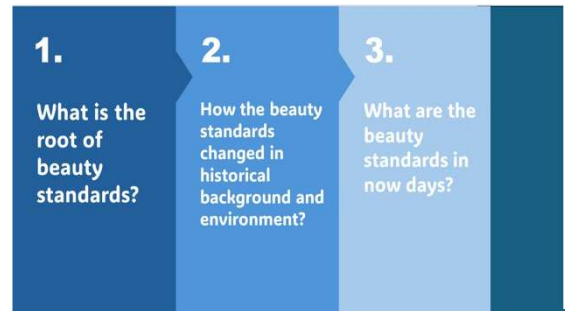 1.
What is the
root of
beauty
standards?
2.
How the beauty
standards
changed in
historical
background and
environment?
3.
What are the
beauty
standards in
now days?